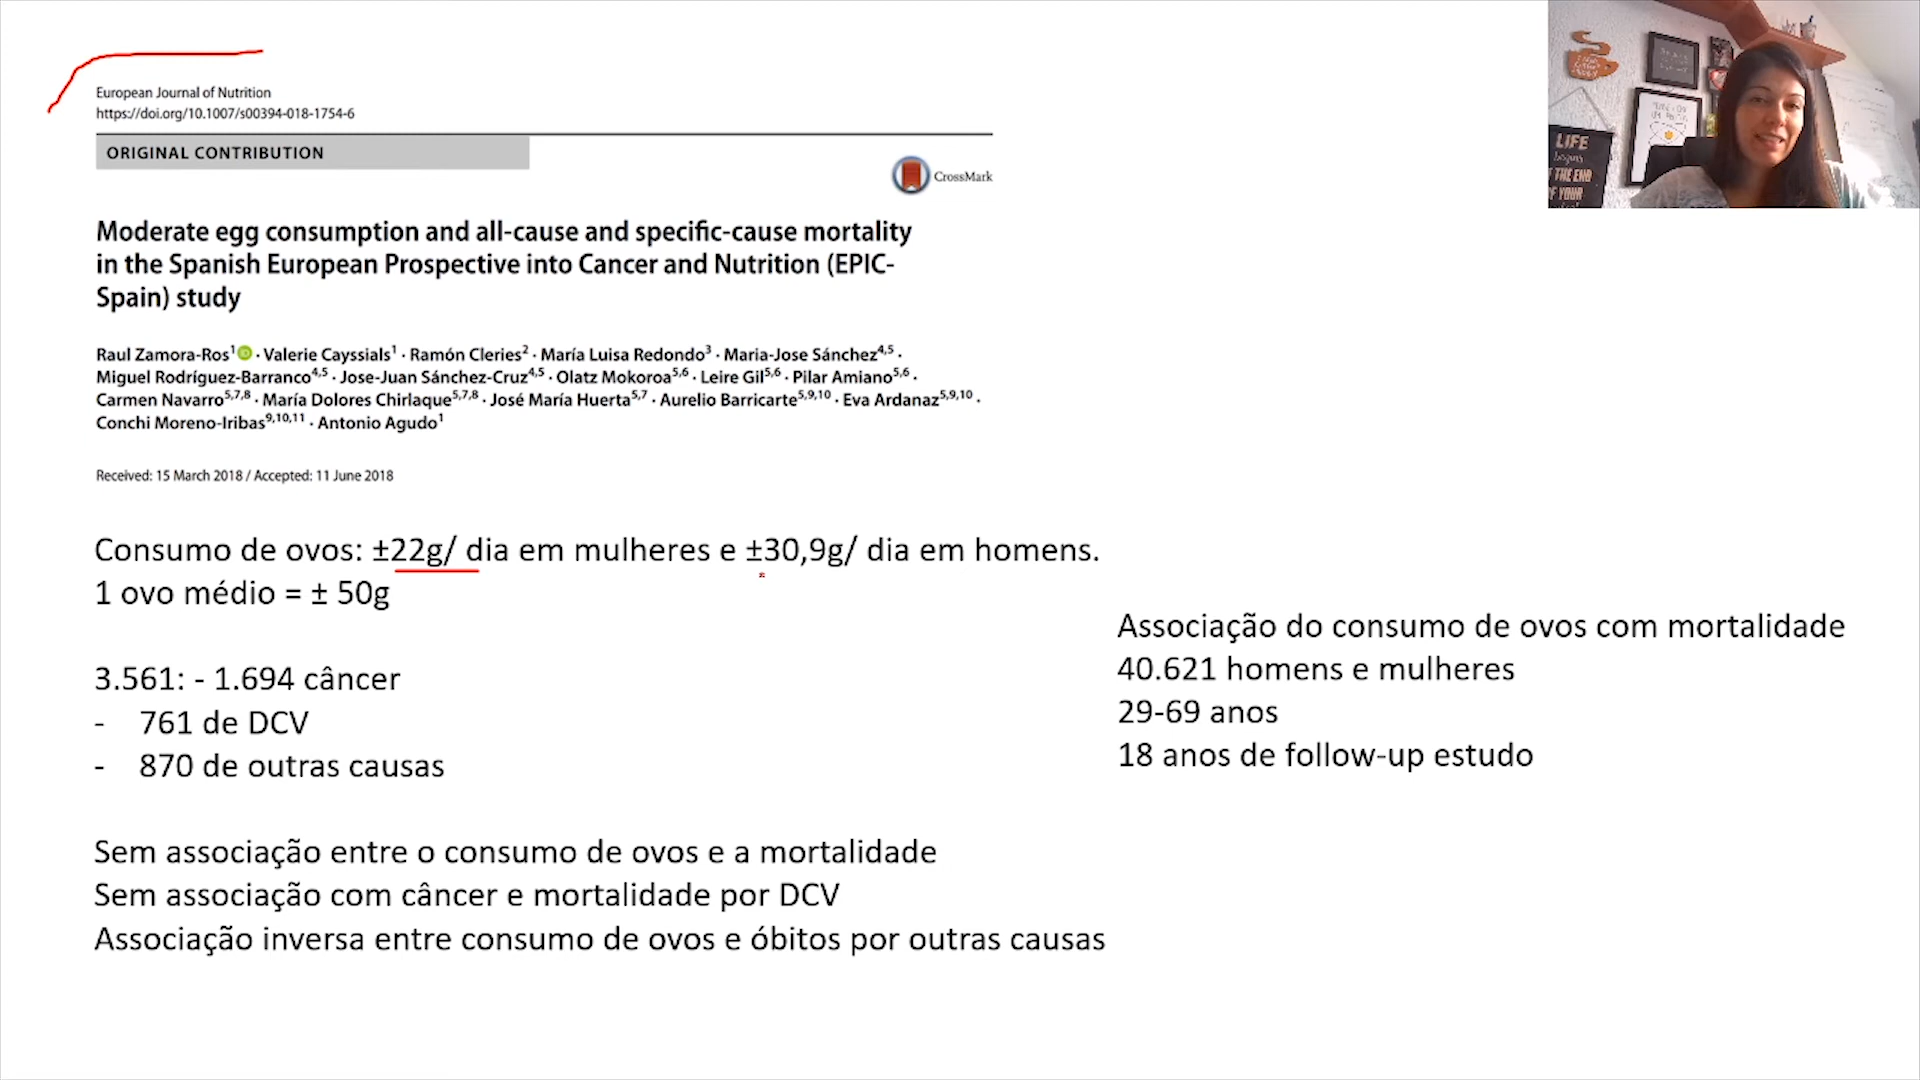 European Journal of Nutrition
https://doi.org/10.1007/s00394-018-1754-6
ORIGINAL CONTRIBUTION
CrossMark
Moderate egg consumption and all-cause and specific-cause mortality
in the Spanish European Prospective into Cancer and Nutrition (EPIC-
Spain) study
Raul Zamora-Ros¹ · Valerie Cayssials¹ · Ramón Cleries² · María Luisa Redondo³ · Maria-Jose Sánchez⁴,⁵ ·
Miguel Rodríguez-Barranco⁴,⁵ · Jose-Juan Sánchez-Cruz⁴,⁵ · Olatz Mokoroa⁵,⁶ · Leire Gil⁵,⁶ · Pilar Amiano⁵,⁶ ·
Carmen Navarro⁵,⁷,⁸ · María Dolores Chirlaque⁵,⁷,⁸ · José María Huerta⁵,⁷ · Aurelio Barricarte⁵,⁹,¹⁰ · Eva Ardanaz⁵,⁹,¹⁰ ·
Conchi Moreno-Iribas⁹,¹⁰,¹¹ · Antonio Agudo¹
Received: 15 March 2018 / Accepted: 11 June 2018
Consumo de ovos: ±22g/ dia em mulheres e ±30,9g/ dia em homens.
1 ovo médio = ± 50g
3.561: - 1.694 câncer
- 761 de DCV
- 870 de outras causas
Sem associação entre o consumo de ovos e a mortalidade
Sem associação com câncer e mortalidade por DCV
Associação inversa entre consumo de ovos e óbitos por outras causas
Associação do consumo de ovos com mortalidade
40.621 homens e mulheres
29-69 anos
18 anos de follow-up estudo
LIFE
begins
THE END
OF YOUR